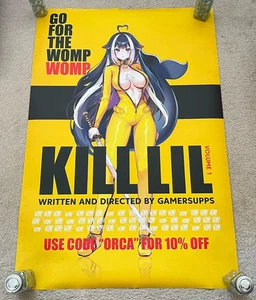 GO
FOR
THE
WOMP
WOMP
KILL LIL
VOLUME 1
WRITTEN AND DIRECTED BY GAMERSUPPS
USE CODE "ORCA" FOR 10% OFF